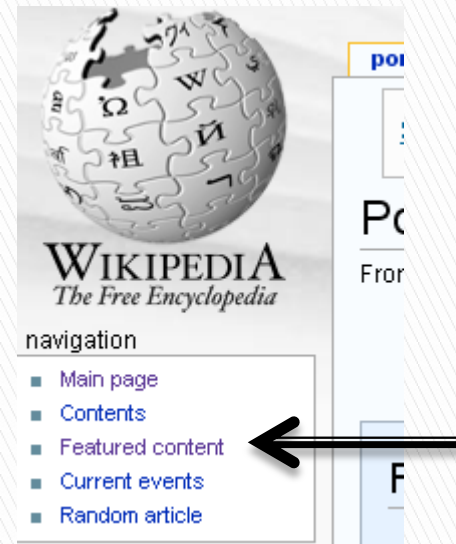 WIKIPEDIA
The Free Encyclopedia
navigation
Main page
Contents
Featured content
Current events
Random article